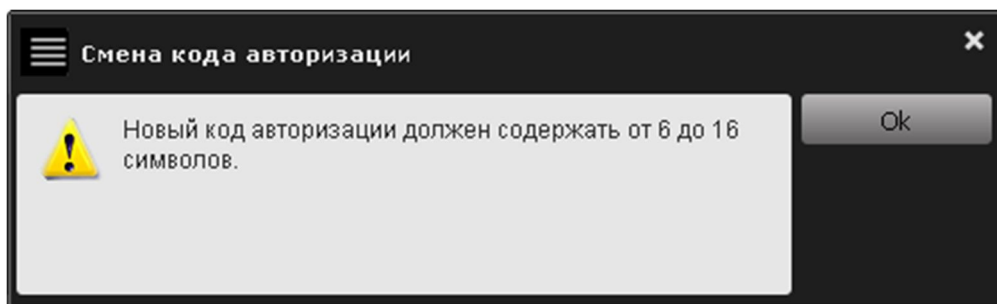 Смена кода авторизации
Новый код авторизации должен содержать от 6 до 16
символов.
Ok